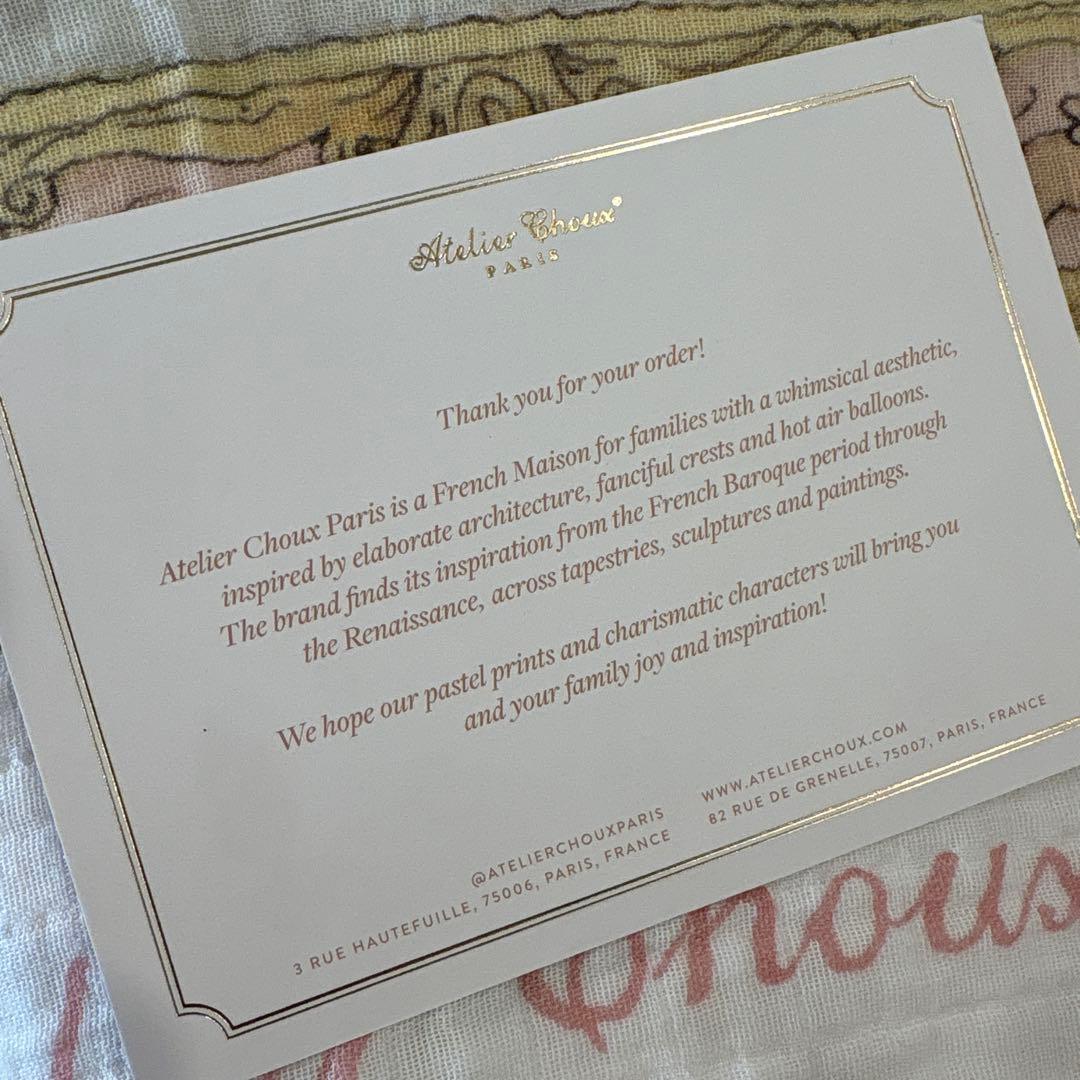 Atelier Choux®
PARIS
Thank you for your order!
Atelier Choux Paris is a French Maison for families with a whimsical aesthetic,
inspired by elaborate architecture, fanciful crests and hot air balloons.
The brand finds its inspiration from the French Baroque period through
the Renaissance, across tapestries, sculptures and paintings.
We hope our pastel prints and charismatic characters will bring you
and your family joy and inspiration!
@ATELIERCHOUXPARIS
3 RUE HAUTEFUILLE, 75006, PARIS, FRANCE
WWW.ATELIERCHOUX.COM
82 RUE DE GRENELLE, 75007, PARIS, FRANCE
Choux